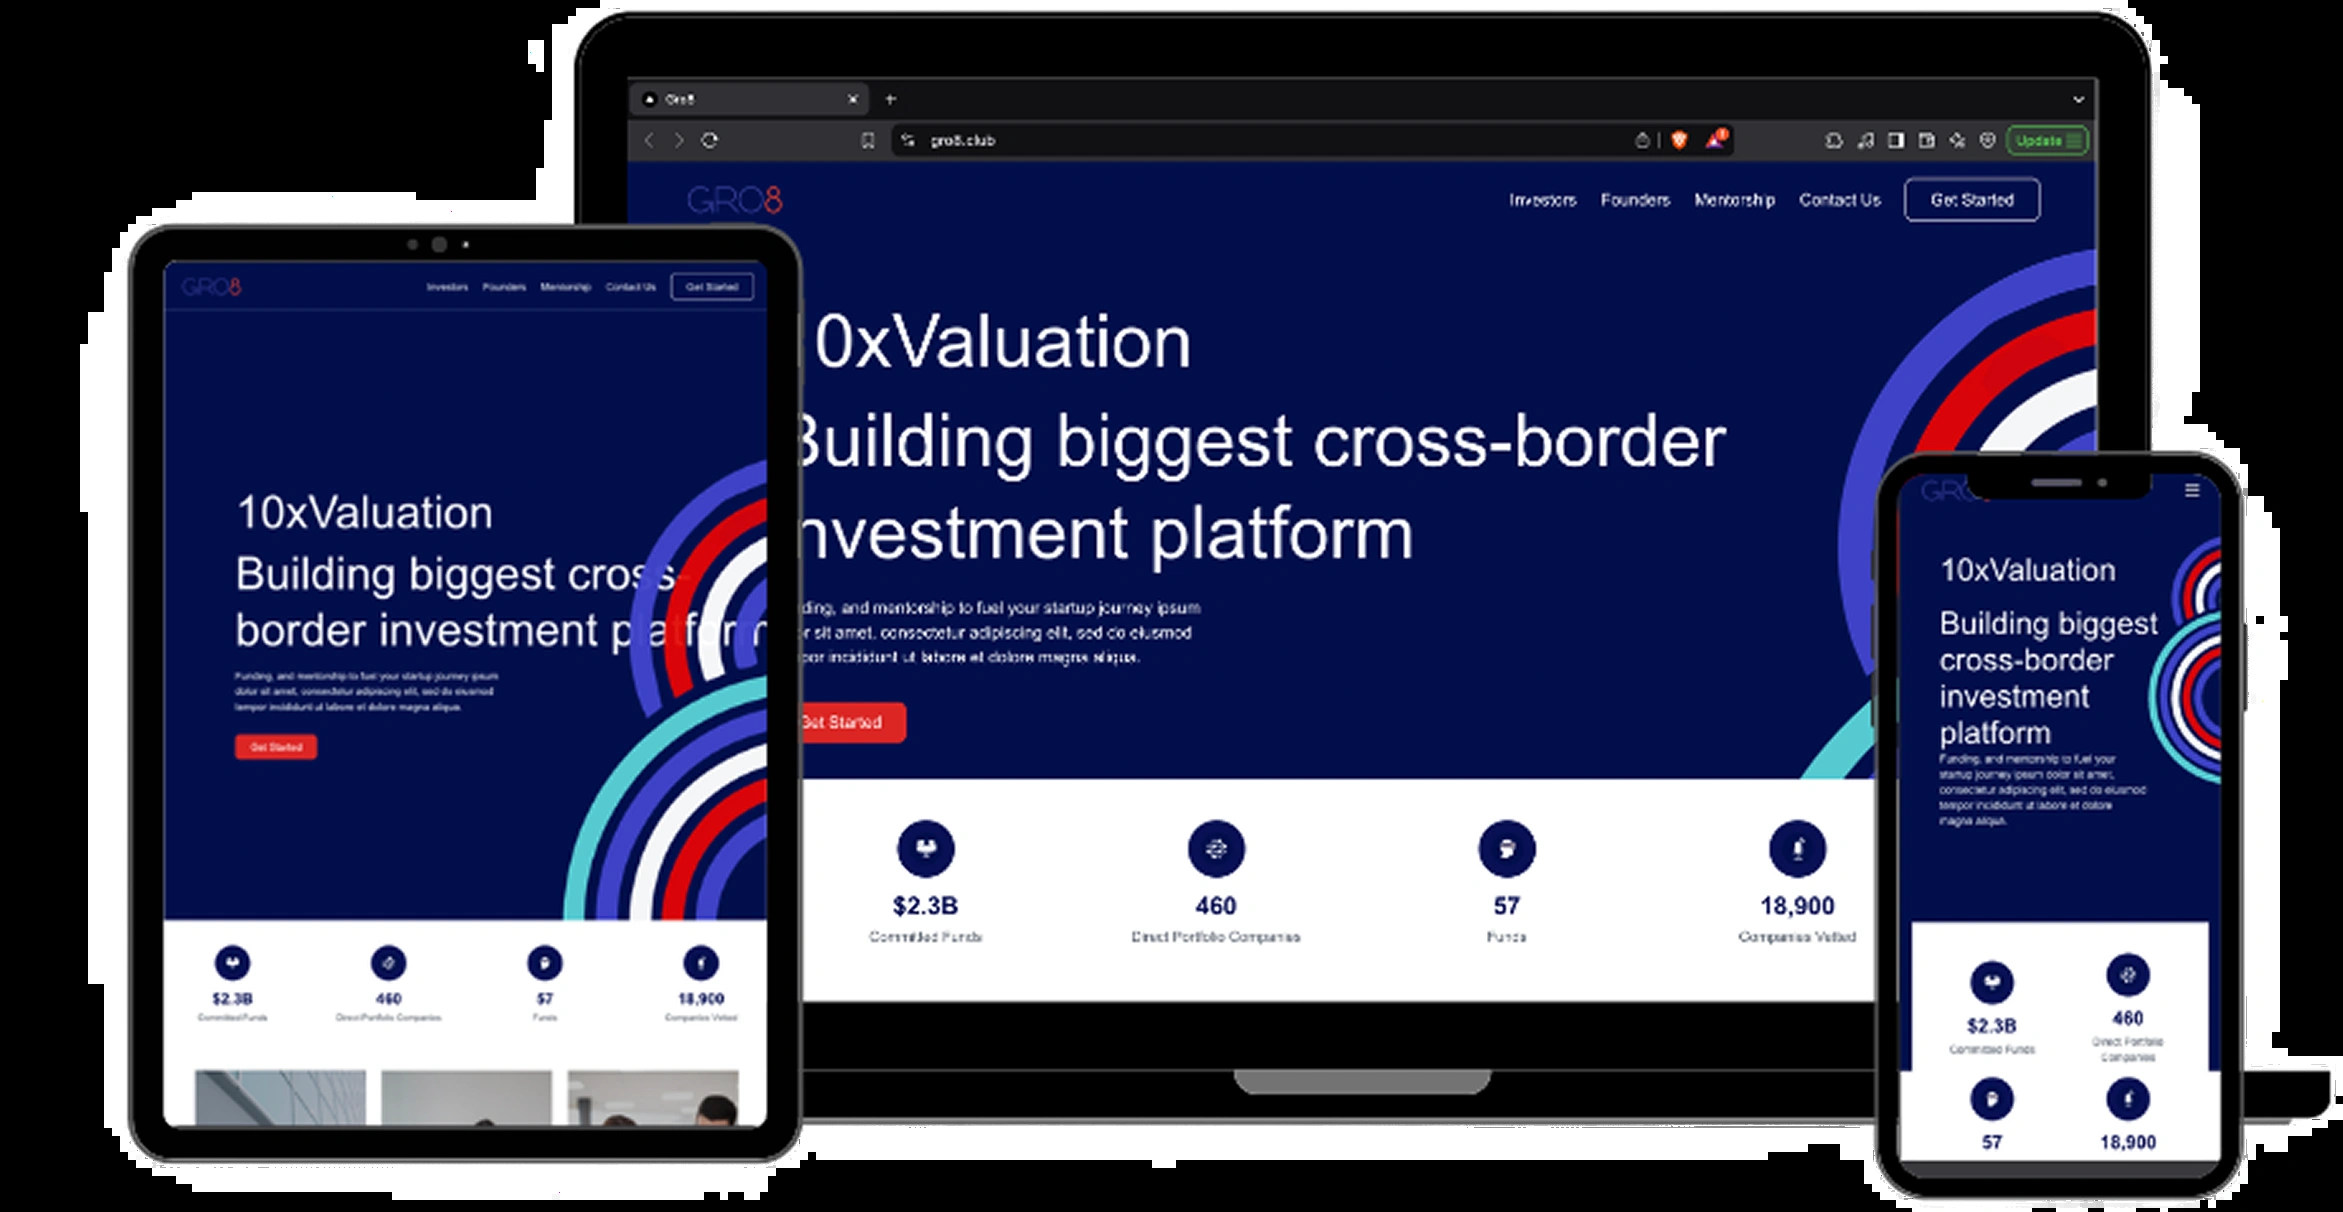 Gro8
gro8.club
Update
GRO8
Investors Founders Mentorship Contact Us Get Started
0xValuation
Building biggest cross-border
nvestment platform
ding, and mentorship to fuel your startup journey ipsum
or sit amet, consectetur adipiscing elit, sed do eiusmod
por incididunt ut labore et dolore magna aliqua.
Get Started
$2.3B 460 57 18,900
Committed Funds Direct Portfolio Companies Funds Companies Vetted
GRO8
Investors Founders Mentorship Contact Us Get Started
10xValuation
Building biggest cross-
border investment platform
Funding, and mentorship to fuel your startup journey ipsum
dolor sit amet, consectetur adipiscing elit, sed do eiusmod
tempor incididunt ut labore et dolore magna aliqua.
Get Started
$2.3B 460 57 18,900
Committed Funds Direct Portfolio Companies Funds Companies Vetted
GRO
10xValuation
Building biggest
cross-border
investment
platform
Funding, and mentorship to fuel your
startup journey ipsum dolor sit amet,
consectetur adipiscing elit, sed do eiusmod
tempor incididunt ut labore et dolore
magna aliqua.
$2.3B 460
Committed Funds Direct Portfolio
Companies
57 18,900